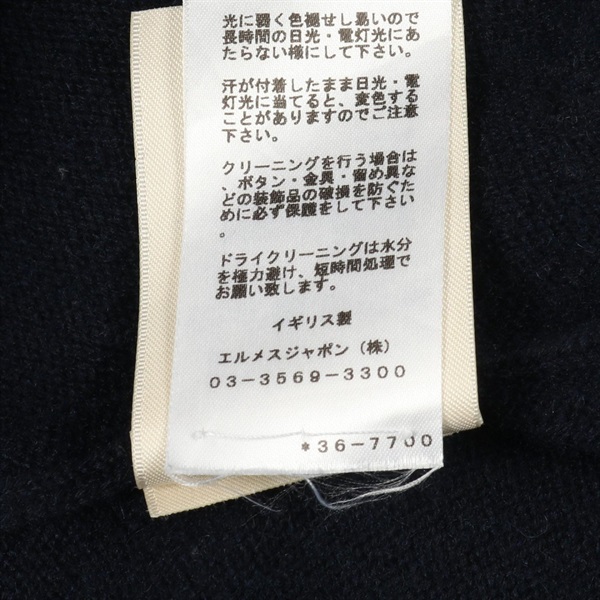 光に弱く色褪せし易いので
長時間の日光・電灯光にあ
たらない様にして下さい。
汗が付着したまま日光・電
灯光に当てると、変色する
ことがありますのでご注意
下さい。
クリーニングを行う場合は
、ボタン・金具・留め具な
どの装飾品の破損を防ぐた
めに必ず保護をして下さい
。
ドライクリーニングは水分
を極力避け、短時間処理で
お願い致します。
イギリス製
エルメスジャポン（株）
03-3569-3300
*36-7700